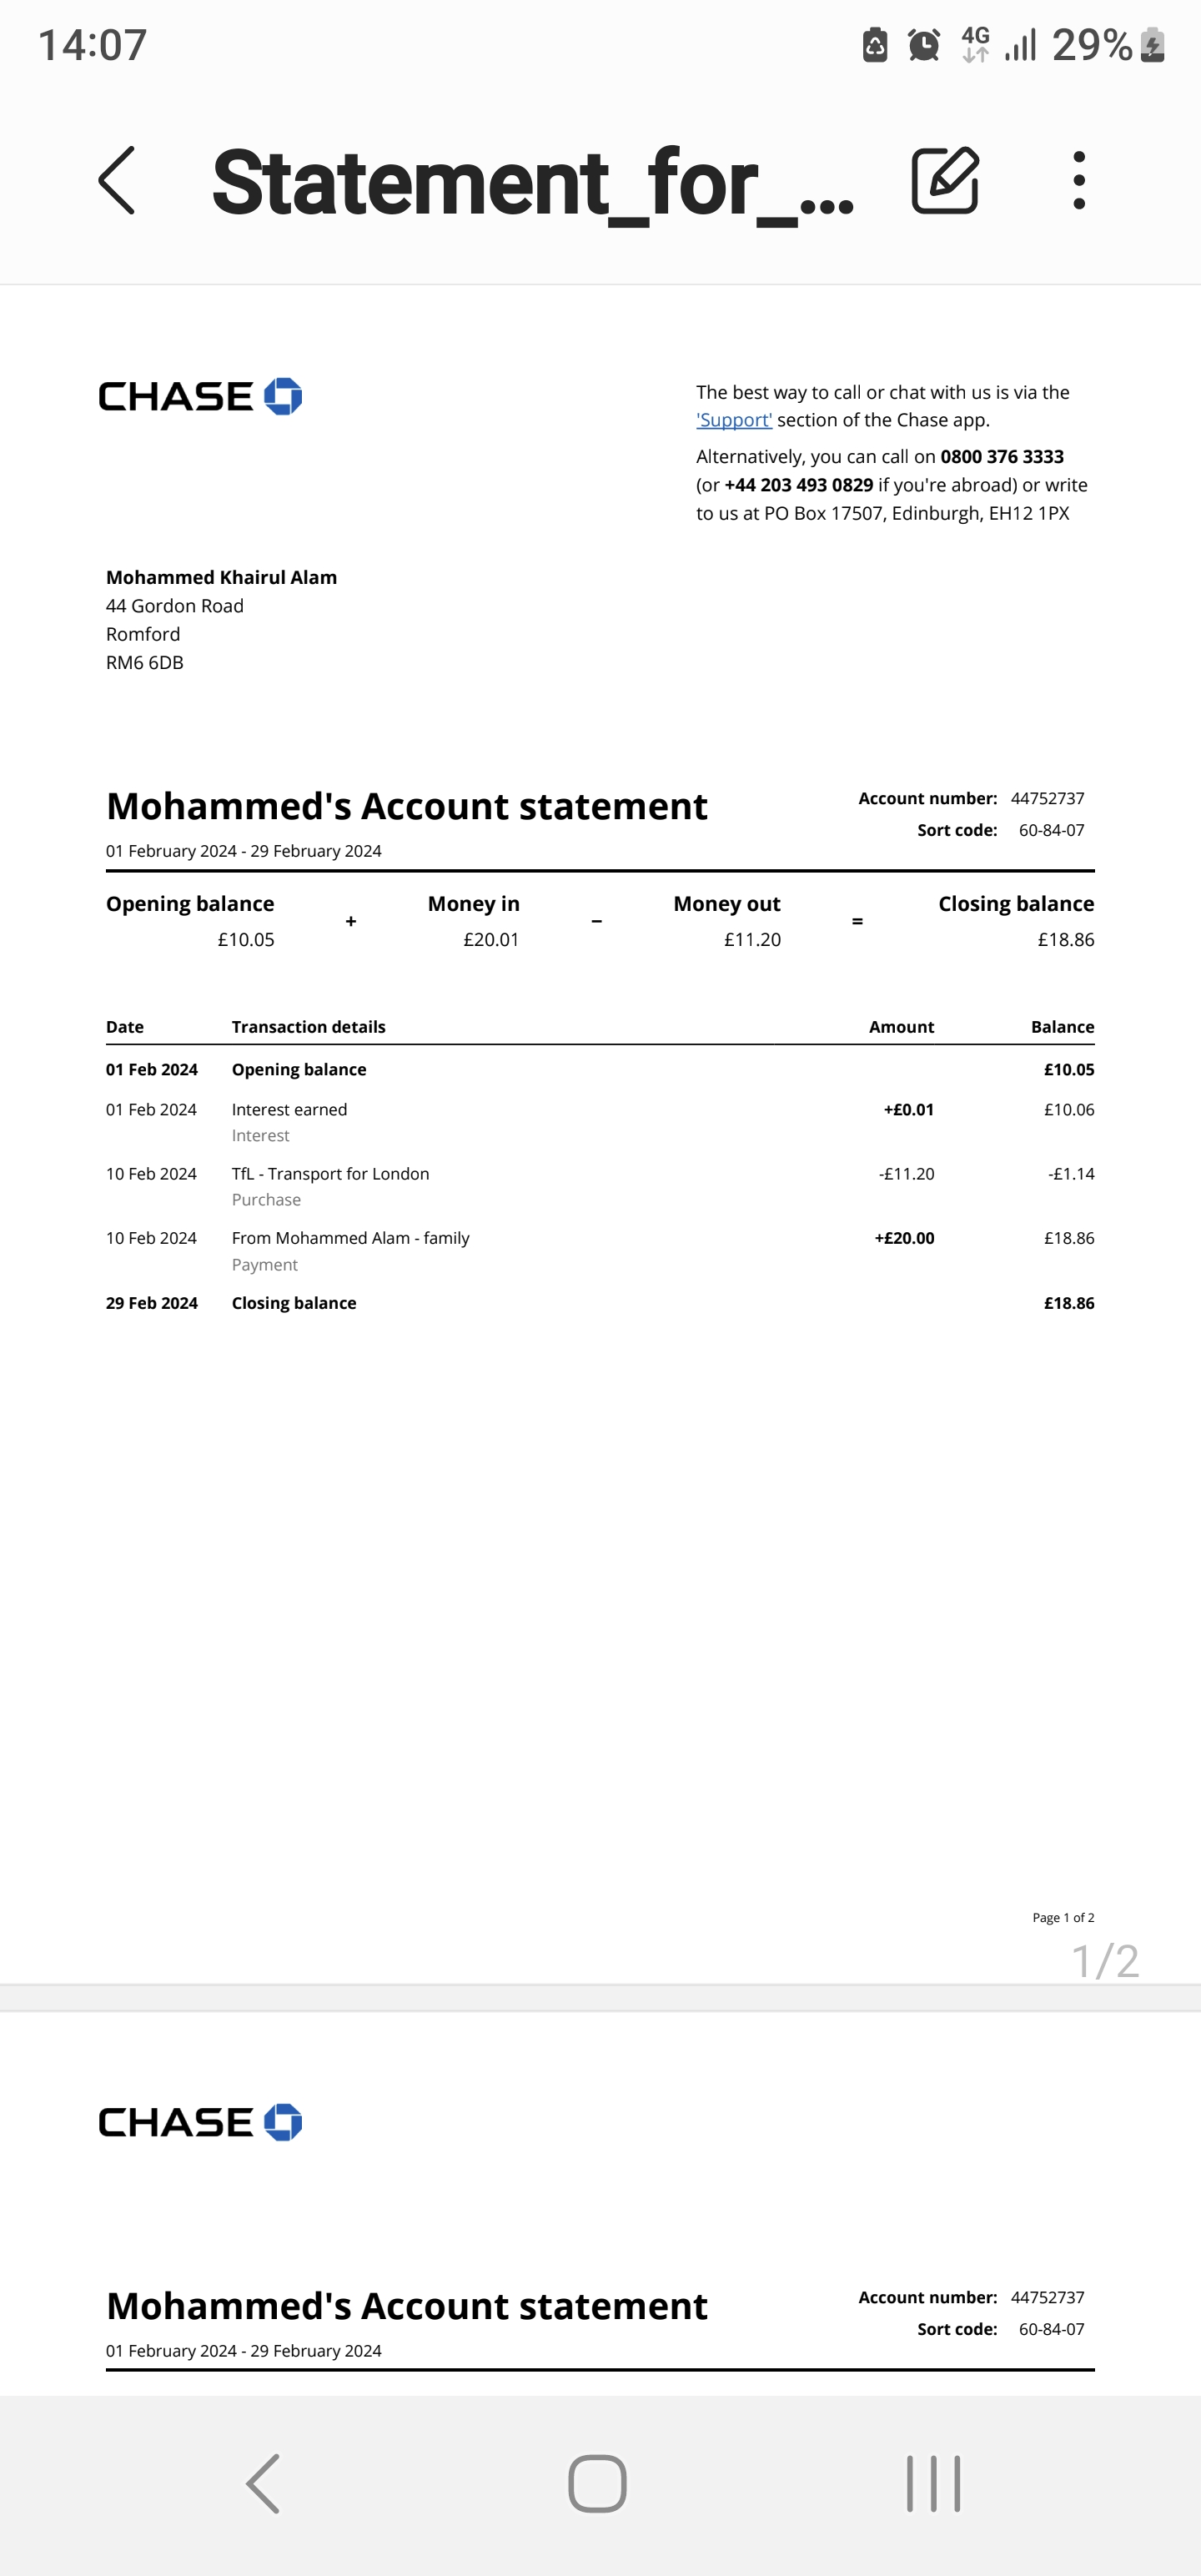 14:07
4G
29%
Statement_for_...
CHASE
The best way to call or chat with us is via the
'Support' section of the Chase app.
Alternatively, you can call on 0800 376 3333
(or +44 203 493 0829 if you're abroad) or write
to us at PO Box 17507, Edinburgh, EH12 1PX
Mohammed Khairul Alam
44 Gordon Road
Romford
RM6 6DB
Mohammed's Account statement
Account number: 44752737
Sort code: 60-84-07
01 February 2024 - 29 February 2024
Opening balance + Money in – Money out = Closing balance
£10.05 £20.01 £11.20 £18.86
Date Transaction details Amount Balance
01 Feb 2024 Opening balance £10.05
01 Feb 2024 Interest earned +£0.01 £10.06
Interest
10 Feb 2024 TfL - Transport for London -£11.20 -£1.14
Purchase
10 Feb 2024 From Mohammed Alam - family +£20.00 £18.86
Payment
29 Feb 2024 Closing balance £18.86
Page 1 of 2
1/2
CHASE
Mohammed's Account statement
Account number: 44752737
Sort code: 60-84-07
01 February 2024 - 29 February 2024